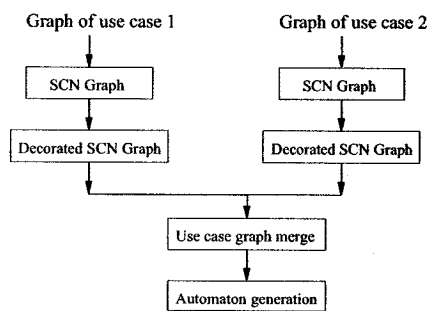 Graph of use case 1
Graph of use case 2
SCN Graph
SCN Graph
Decorated SCN Graph
Decorated SCN Graph
Use case graph merge
Automaton generation